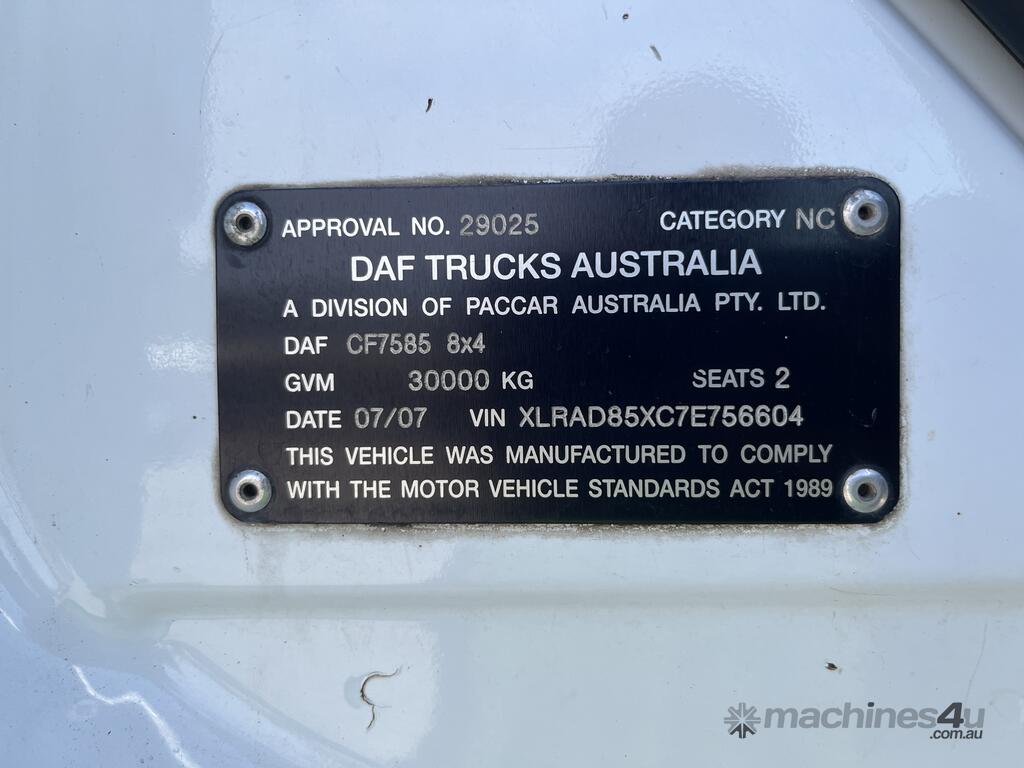 APPROVAL NO. 29025 CATEGORY NC
DAF TRUCKS AUSTRALIA
A DIVISION OF PACCAR AUSTRALIA PTY. LTD.
DAF CF7585 8x4
GVM 30000 KG SEATS 2
DATE 07/07 VIN XLRAD85XC7E756604
THIS VEHICLE WAS MANUFACTURED TO COMPLY
WITH THE MOTOR VEHICLE STANDARDS ACT 1989
machines4u
.com.au